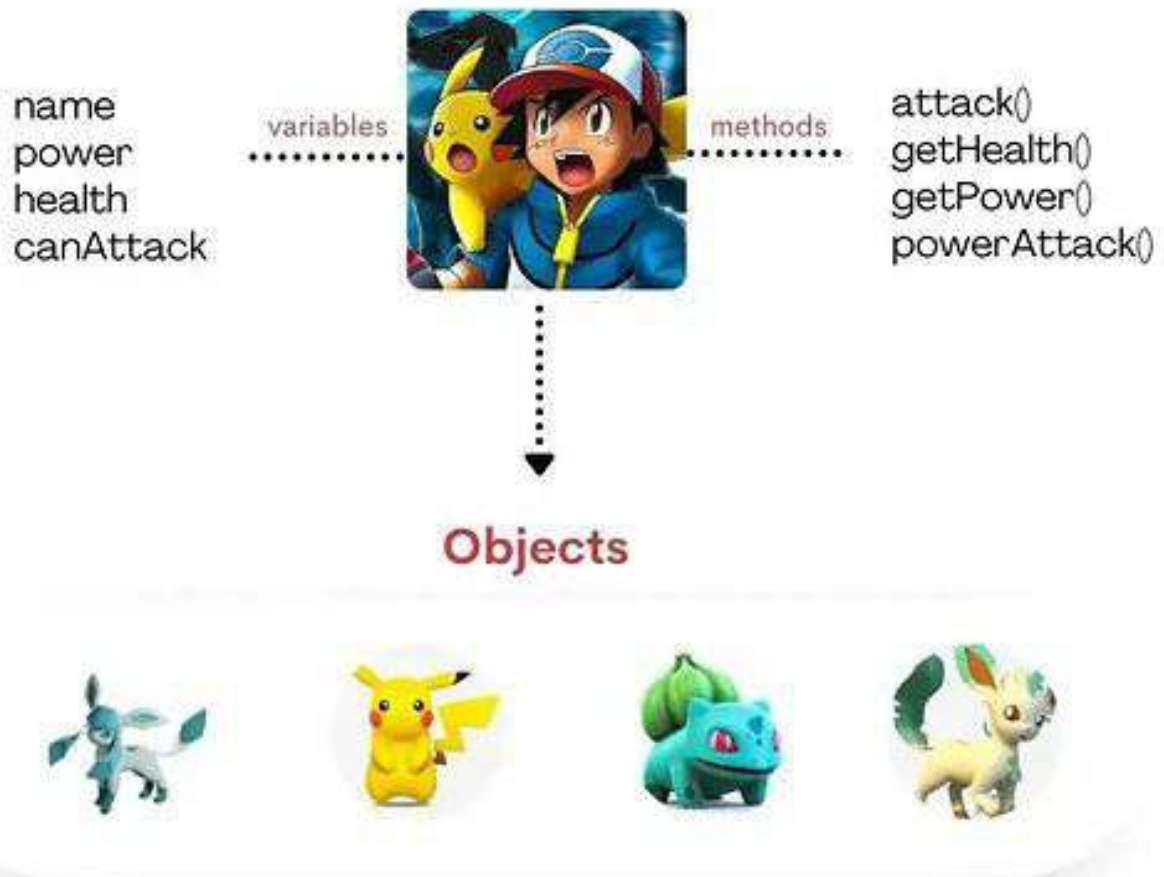 name
power
health
canAttack
variables
methods
attack()
getHealth()
getPower()
powerAttack()
Objects